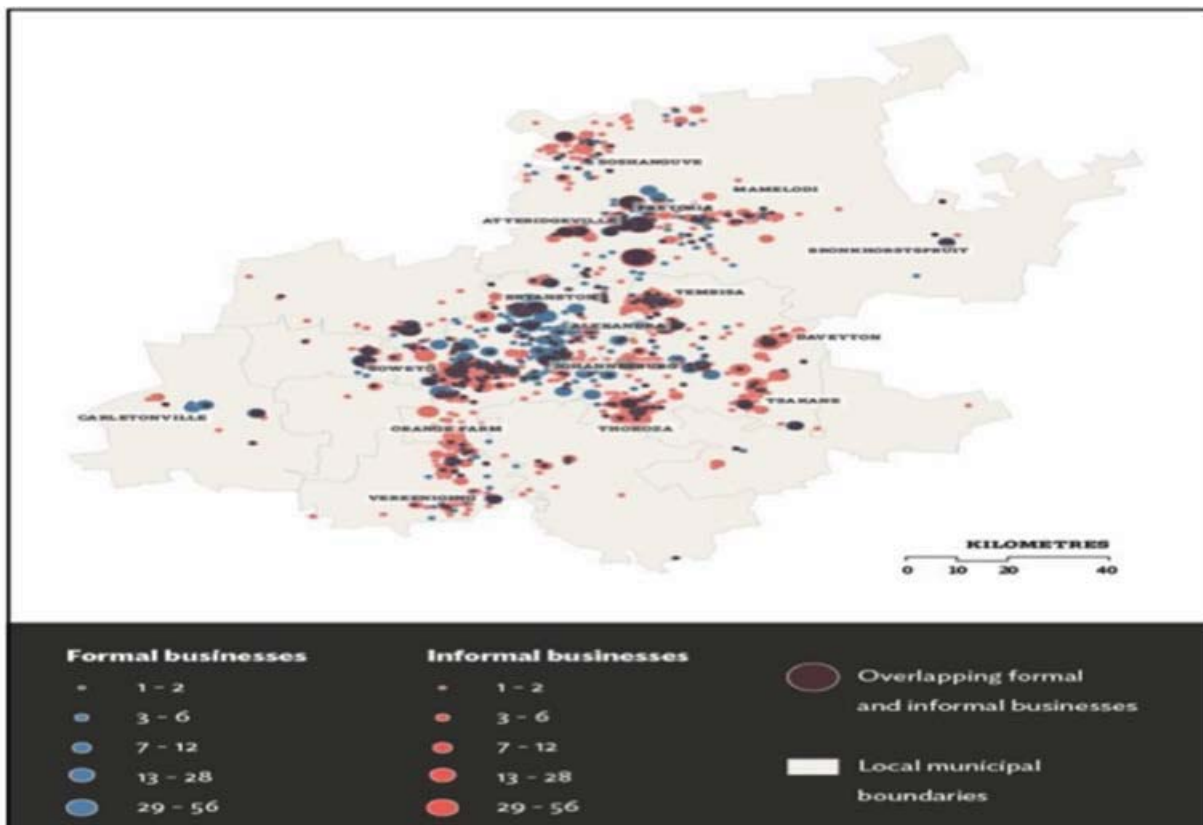 SOSHANGUVE
MAMELODI
PRETORIA
ATTERIDGEVILLE
BRONKHORSTSPRUIT
TEMBISA
BRYANSTON
ALEXANDRA
DAVEYTON
SOWETO
JOHANNESBURG
TSAKANE
CARLETONVILLE
ORANGE FARM
THOKOZA
VEREENIGING
KILOMETRES
0 10 20 40
Formal businesses
1 – 2
3 – 6
7 – 12
13 – 28
29 – 56
Informal businesses
1 – 2
3 – 6
7 – 12
13 – 28
29 – 56
Overlapping formal
and informal businesses
Local municipal
boundaries